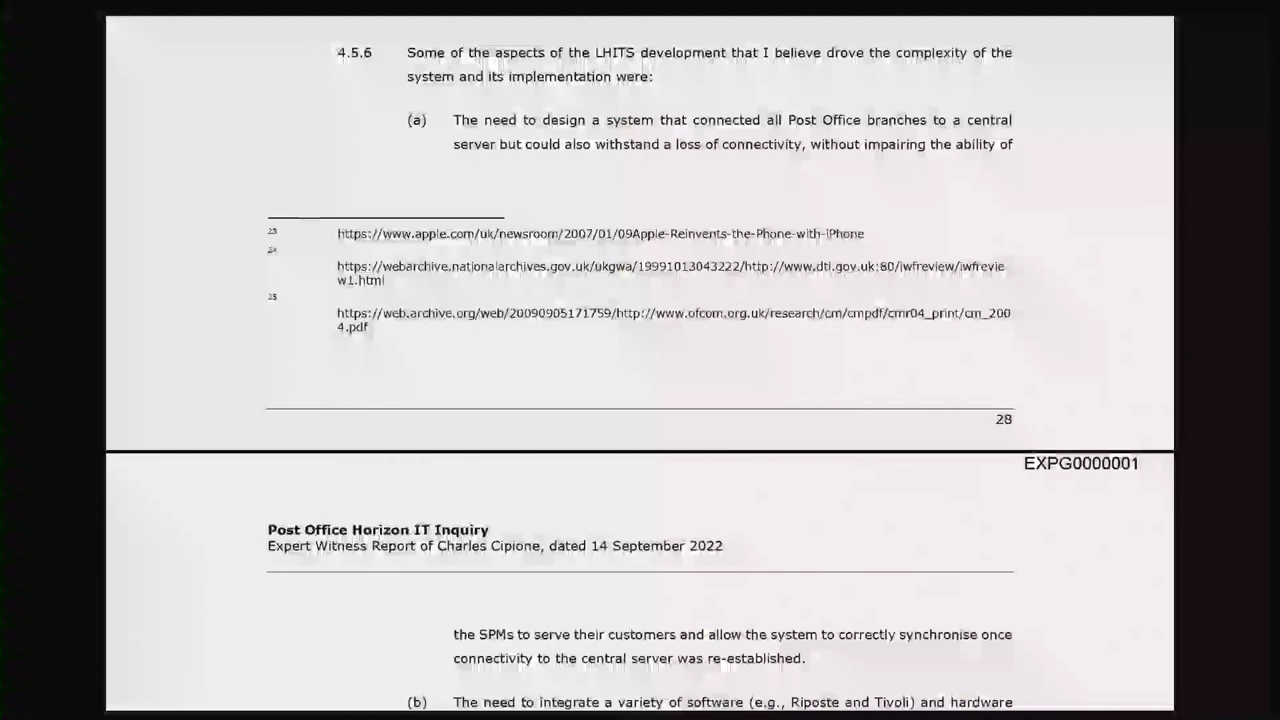 4.5.6 Some of the aspects of the LHITS development that I believe drove the complexity of the
system and its implementation were:
(a) The need to design a system that connected all Post Office branches to a central
server but could also withstand a loss of connectivity, without impairing the ability of
23 https://www.apple.com/uk/newsroom/2007/01/09Apple-Reinvents-the-Phone-with-iPhone
24
https://webarchive.nationalarchives.gov.uk/ukgwa/19991013043222/http://www.dti.gov.uk:80/iwfreview/iwfrevie
w1.html
25
https://web.archive.org/web/20090905171759/http://www.ofcom.org.uk/research/cm/cmpdf/cmr04_print/cm_200
4.pdf
28
EXPG0000001
Post Office Horizon IT Inquiry
Expert Witness Report of Charles Cipione, dated 14 September 2022
the SPMs to serve their customers and allow the system to correctly synchronise once
connectivity to the central server was re-established.
(b) The need to integrate a variety of software (e.g., Riposte and Tivoli) and hardware